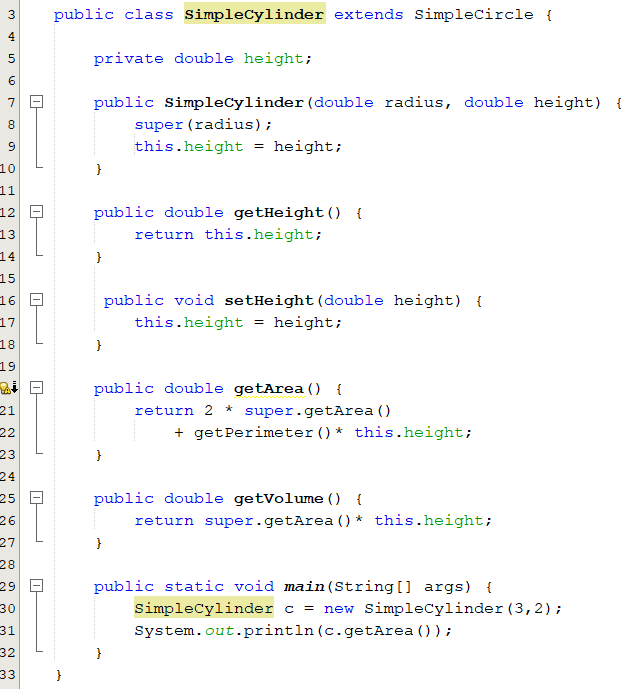 3 public class SimpleCylinder extends SimpleCircle {
4
5 private double height;
6
7 public SimpleCylinder(double radius, double height) {
8 super(radius);
9 this.height = height;
10 }
11
12 public double getHeight() {
13 return this.height;
14 }
15
16 public void setHeight(double height) {
17 this.height = height;
18 }
19
public double getArea() {
21 return 2 * super.getArea()
22 + getPerimeter()* this.height;
23 }
24
25 public double getVolume() {
26 return super.getArea()* this.height;
27 }
28
29 public static void main(String[] args) {
30 SimpleCylinder c = new SimpleCylinder(3,2);
31 System.out.println(c.getArea());
32 }
33 }